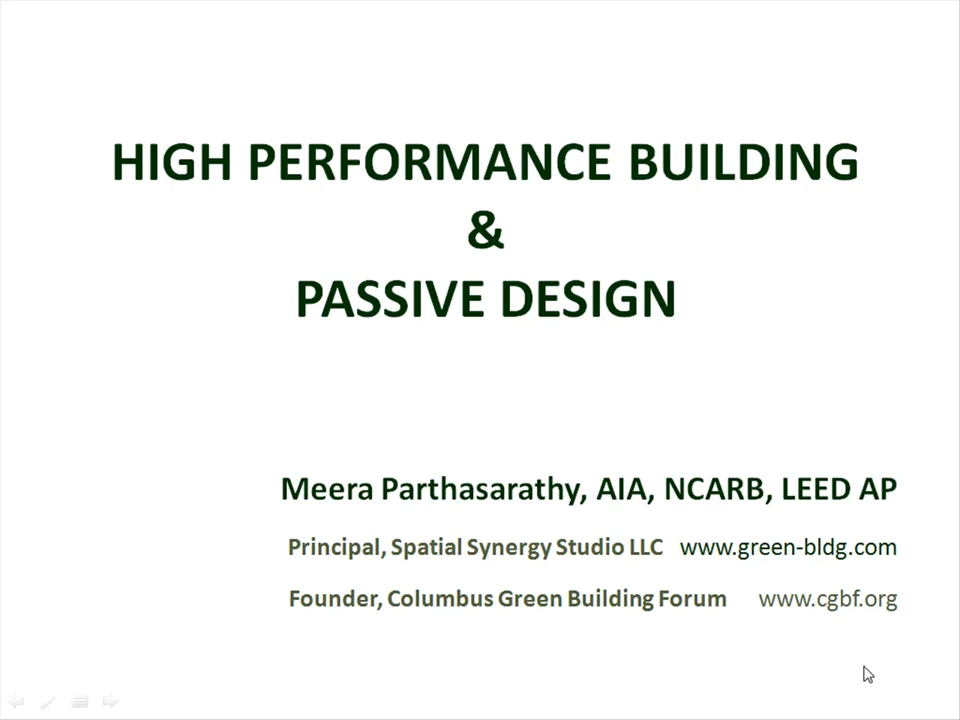 HIGH PERFORMANCE BUILDING
&
PASSIVE DESIGN
Meera Parthasarathy, AIA, NCARB, LEED AP
Principal, Spatial Synergy Studio LLC www.green-bldg.com
Founder, Columbus Green Building Forum www.cgbf.org